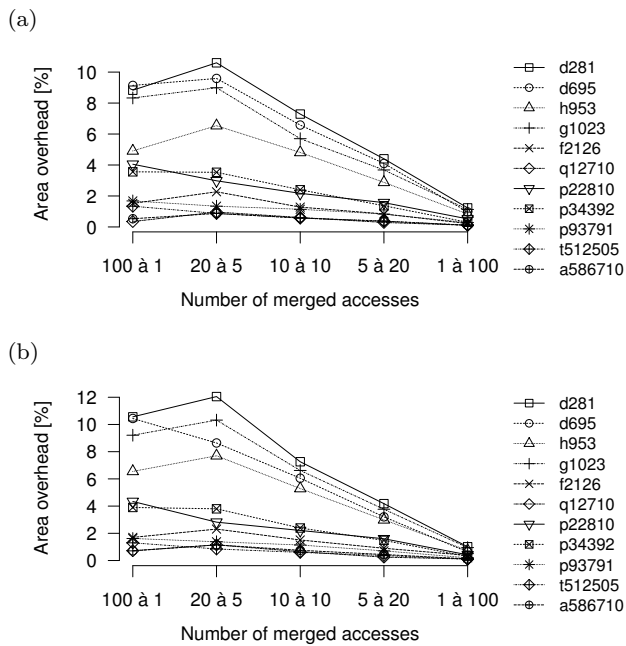 (a)
Area overhead [%]
10
8
6
4
2
0
100 à 1 20 à 5 10 à 10 5 à 20 1 à 100
Number of merged accesses
d281
d695
h953
g1023
f2126
q12710
p22810
p34392
p93791
t512505
a586710
(b)
Area overhead [%]
12
10
8
6
4
2
0
100 à 1 20 à 5 10 à 10 5 à 20 1 à 100
Number of merged accesses
d281
d695
h953
g1023
f2126
q12710
p22810
p34392
p93791
t512505
a586710